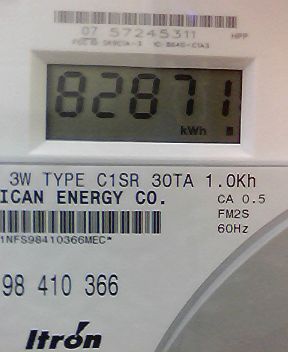 07 57245311 HPP
82871
kWh
3W TYPE C1SR 30TA 1.0Kh
ICAN ENERGY CO. CA 0.5
FM2S
60Hz
1NFS98410366MEC*
98 410 366
Itron